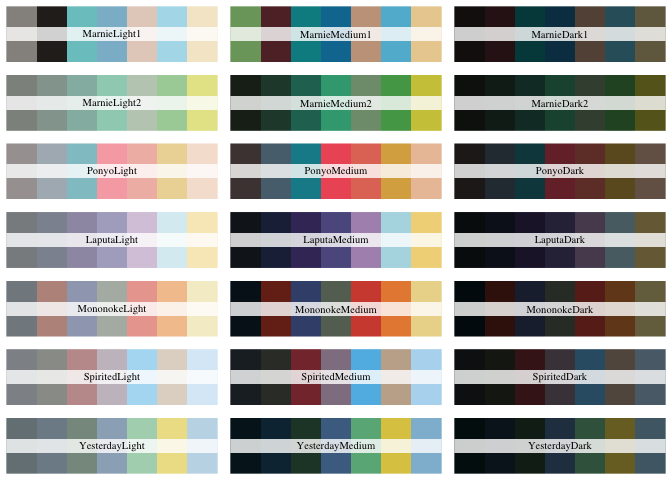 MarnieLight1
MarnieMedium1
MarnieDark1
MarnieLight2
MarnieMedium2
MarnieDark2
PonyoLight
PonyoMedium
PonyoDark
LaputaLight
LaputaMedium
LaputaDark
MononokeLight
MononokeMedium
MononokeDark
SpiritedLight
SpiritedMedium
SpiritedDark
YesterdayLight
YesterdayMedium
YesterdayDark